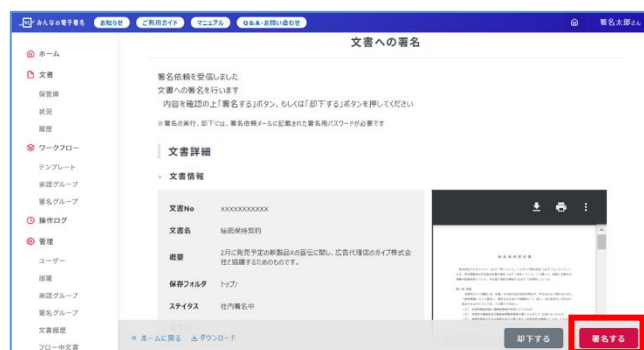 みんなの電子署名 お知らせ ご利用ガイド マニュアル Q&A・お問い合わせ 署名太郎さん
ホーム
文書
保管庫
状況
履歴
ワークフロー
テンプレート
承認グループ
署名グループ
操作ログ
管理
ユーザー
部署
承認グループ
署名グループ
文書履歴
フロー中文書
文書への署名
署名依頼を受信しました
文書への署名を行います
内容を確認の上「署名する」ボタン、もしくは「却下する」ボタンを押してください
※署名の実行、却下には、署名依頼メールに記載された署名用パスワードが必要です
文書詳細
文書情報
文書No XXXXXXXXXXX
文書名 秘密保持契約
概要 2月に発売予定の新製品Xの宣伝に関し、広告代理店のガイブ株式会
社と協議するためのものです。
保存フォルダ トップ/
ステイタス 社内署名中
« ホームに戻る ダウンロード
却下する 署名する